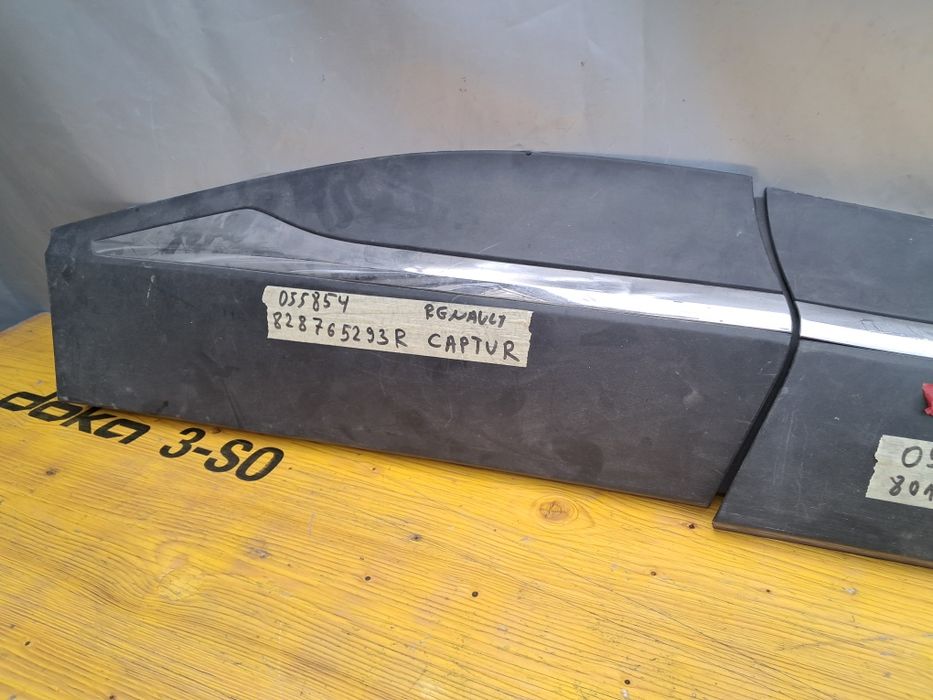 055854 RENAULT
828765293R CAPTUR
doka 3-SO